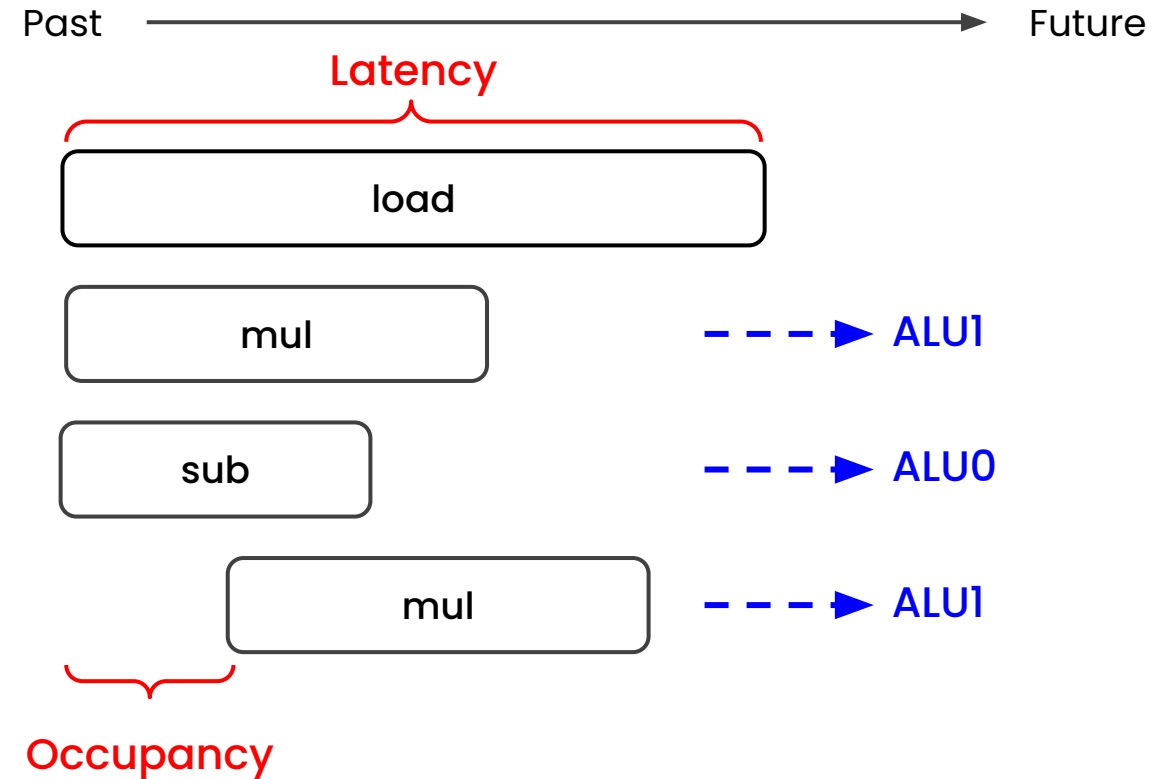 Past
Future
Latency
load
mul
ALU1
sub
ALU0
mul
ALU1
Occupancy